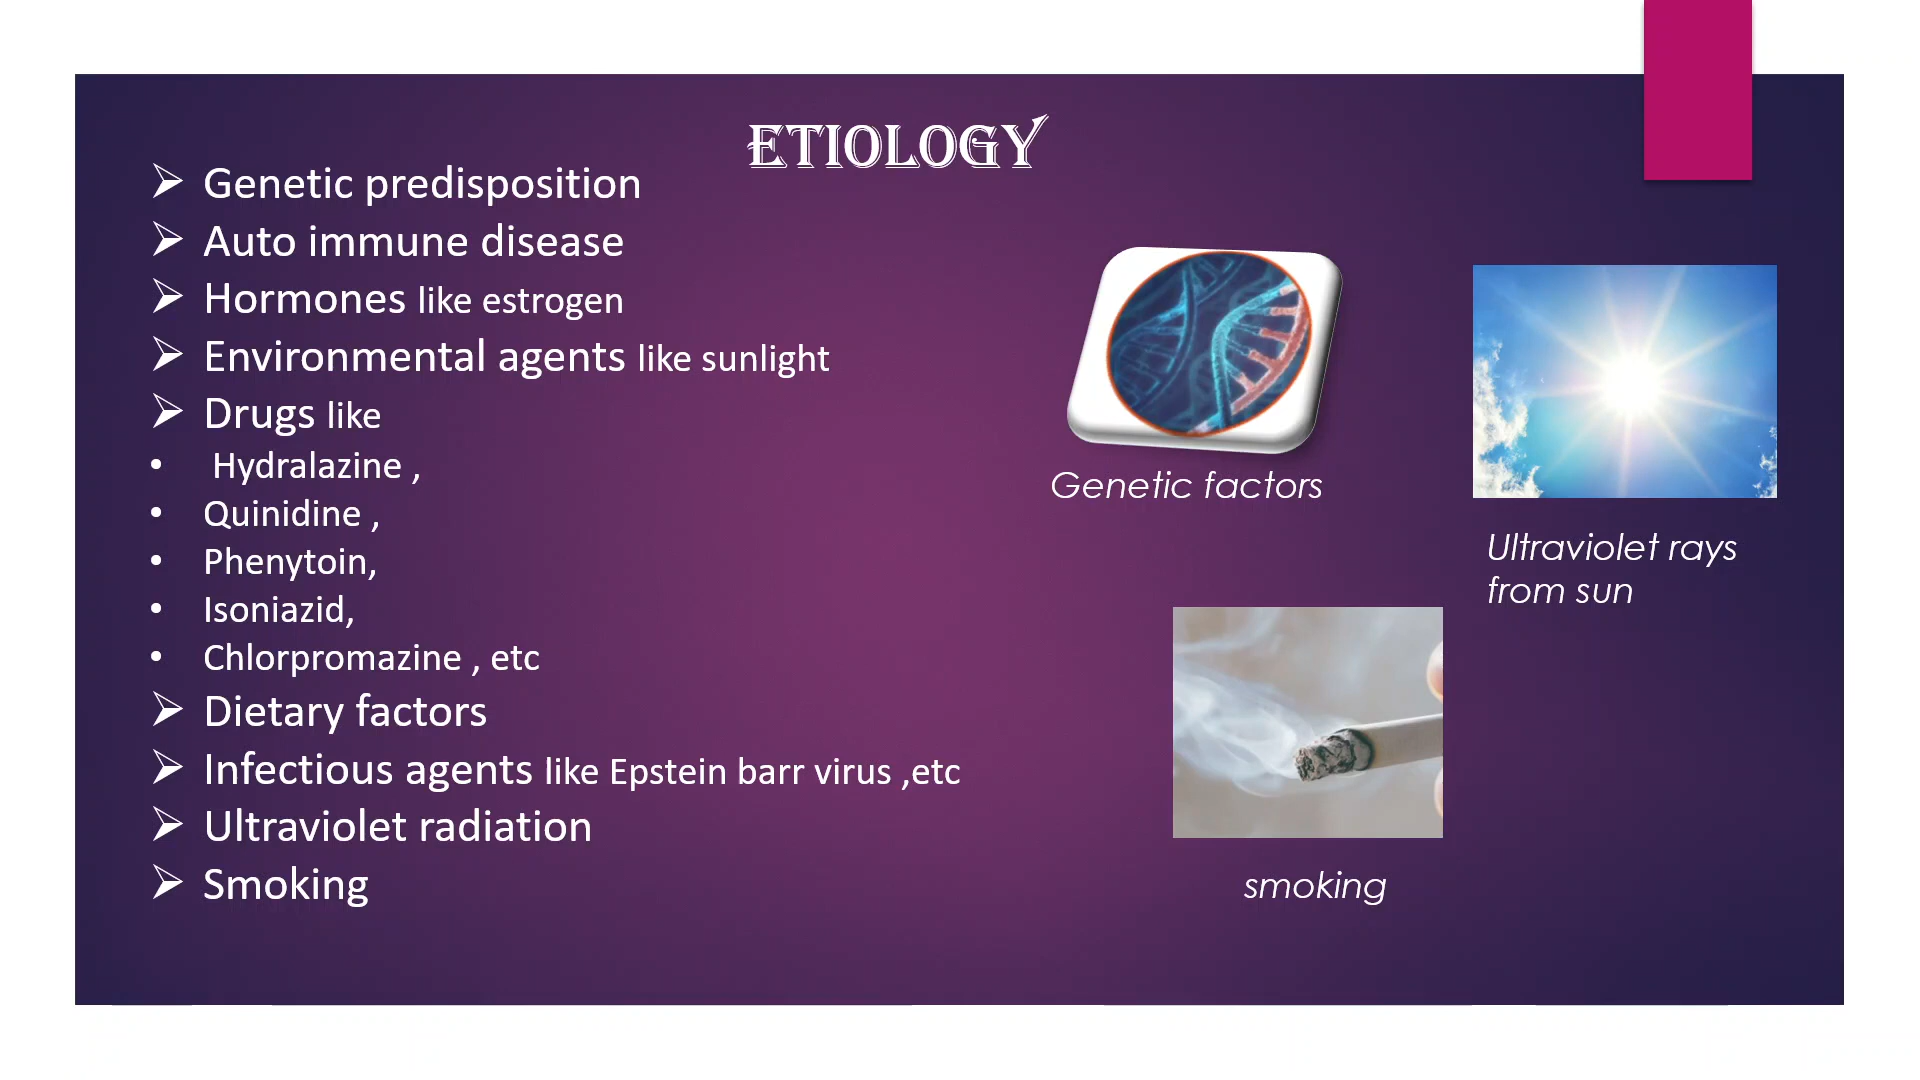 ETIOLOGY
➢ Genetic predisposition
➢ Auto immune disease
➢ Hormones like estrogen
➢ Environmental agents like sunlight
➢ Drugs like
• Hydralazine ,
• Quinidine ,
• Phenytoin,
• Isoniazid,
• Chlorpromazine , etc
➢ Dietary factors
➢ Infectious agents like Epstein barr virus ,etc
➢ Ultraviolet radiation
➢ Smoking
Genetic factors
Ultraviolet rays
from sun
smoking